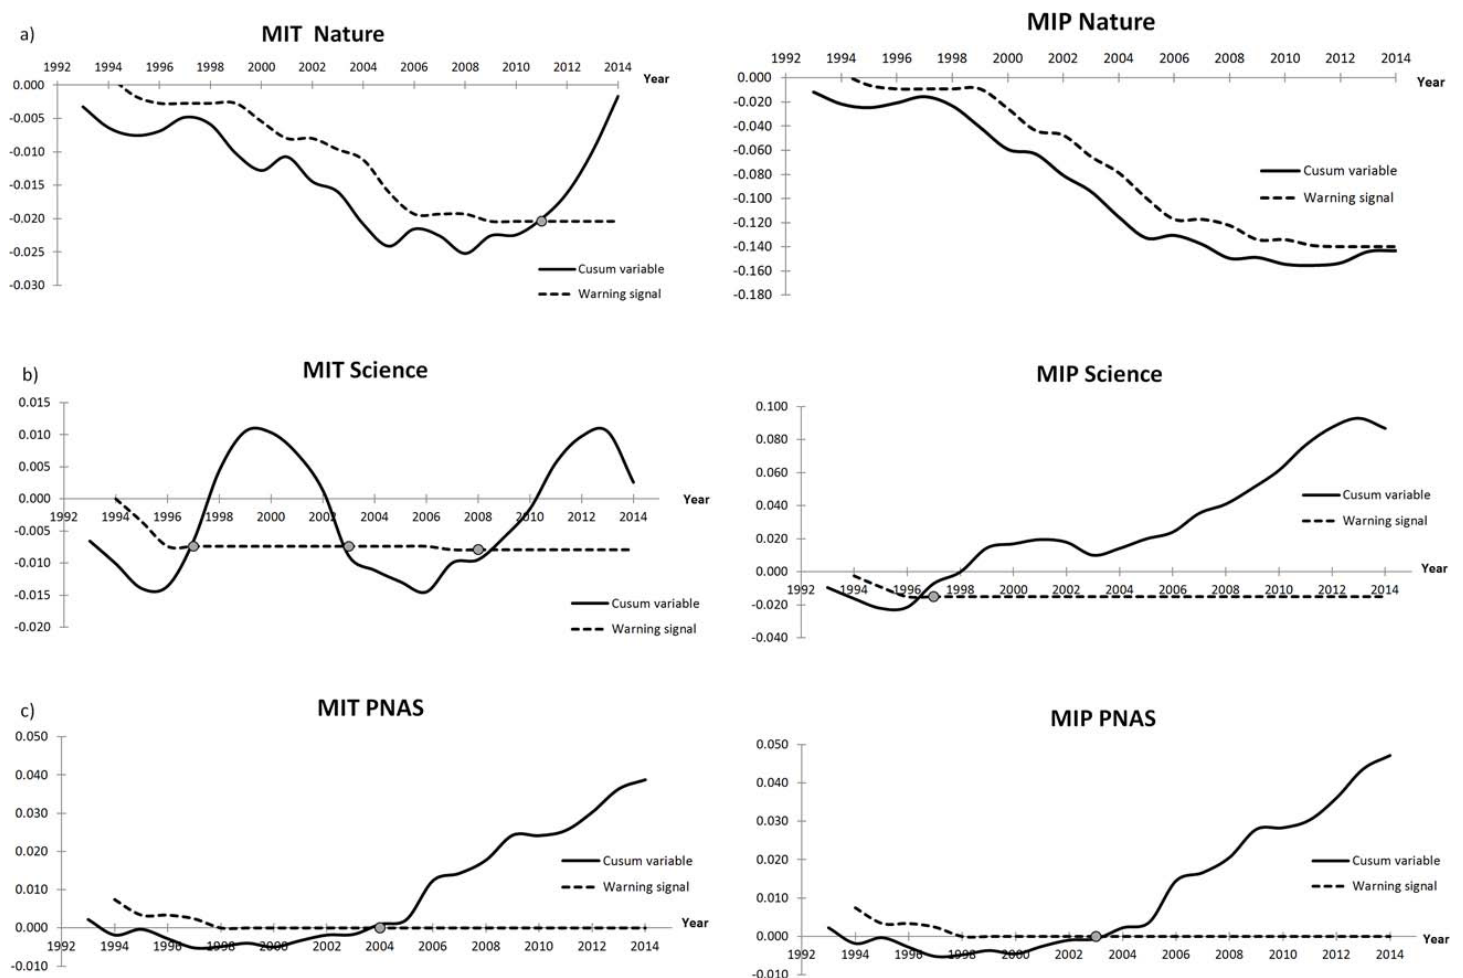 a)
MIT Nature
1992 1994 1996 1998 2000 2002 2004 2006 2008 2010 2012 2014
Year
0.000
-0.005
-0.010
-0.015
-0.020
-0.025
-0.030
Cusum variable
Warning signal
MIP Nature
1992 1994 1996 1998 2000 2002 2004 2006 2008 2010 2012 2014
Year
0.000
-0.020
-0.040
-0.060
-0.080
-0.100
-0.120
-0.140
-0.160
-0.180
Cusum variable
Warning signal
b)
MIT Science
0.015
0.010
0.005
0.000
-0.005
-0.010
-0.015
-0.020
Year
1992 1994 1996 1998 2000 2002 2004 2006 2008 2010 2012 2014
Cusum variable
Warning signal
MIP Science
0.100
0.080
0.060
0.040
0.020
0.000
-0.020
-0.040
Year
1992 1994 1996 1998 2000 2002 2004 2006 2008 2010 2012 2014
Cusum variable
Warning signal
c)
MIT PNAS
0.050
0.040
0.030
0.020
0.010
0.000
-0.010
Year
1992 1994 1996 1998 2000 2002 2004 2006 2008 2010 2012 2014
Cusum variable
Warning signal
MIP PNAS
0.050
0.040
0.030
0.020
0.010
0.000
-0.010
Year
1992 1994 1996 1998 2000 2002 2004 2006 2008 2010 2012 2014
Cusum variable
Warning signal